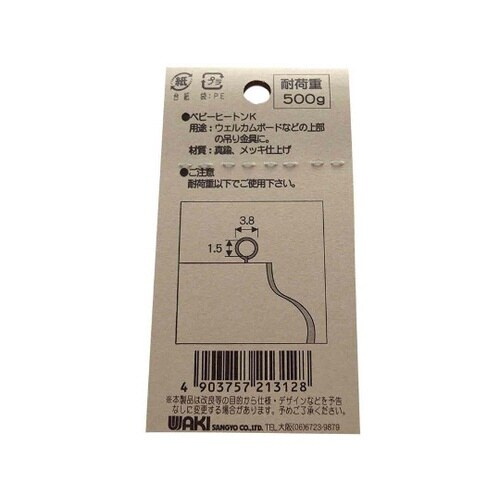 紙 プラ 耐荷重
台紙 袋:PE 500g
●ベビーヒートンK
用途：ウェルカムボードなどの上部
の吊り金具に。
材質：真鍮、メッキ仕上げ
●ご注意
耐荷重以下でご使用下さい。
3.8
1.5
4 903757 213128
※本製品は改良等の目的から仕様・デザインなどを予告
なしに変更する場合があります。予めご了承ください。
WAKI SANGYO CO.,LTD. TEL.大阪(06)6723-9879